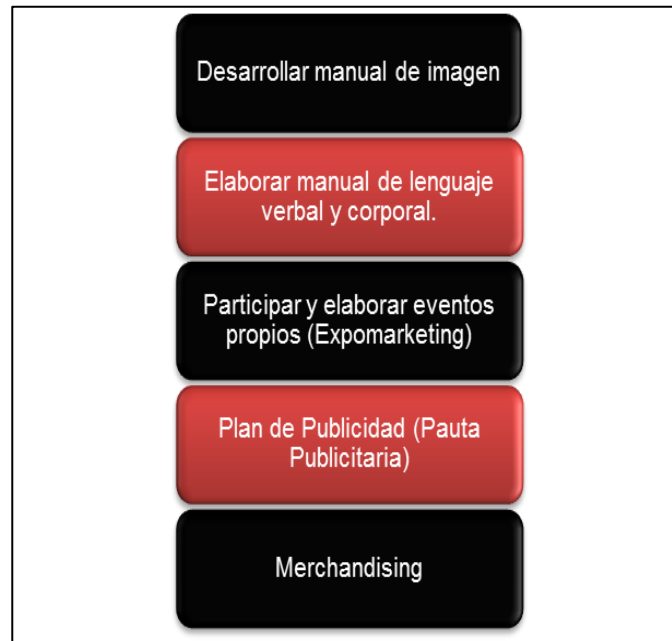 Desarrollar manual de imagen
Elaborar manual de lenguaje
verbal y corporal.
Participar y elaborar eventos
propios (Expomarketing)
Plan de Publicidad (Pauta
Publicitaria)
Merchandising